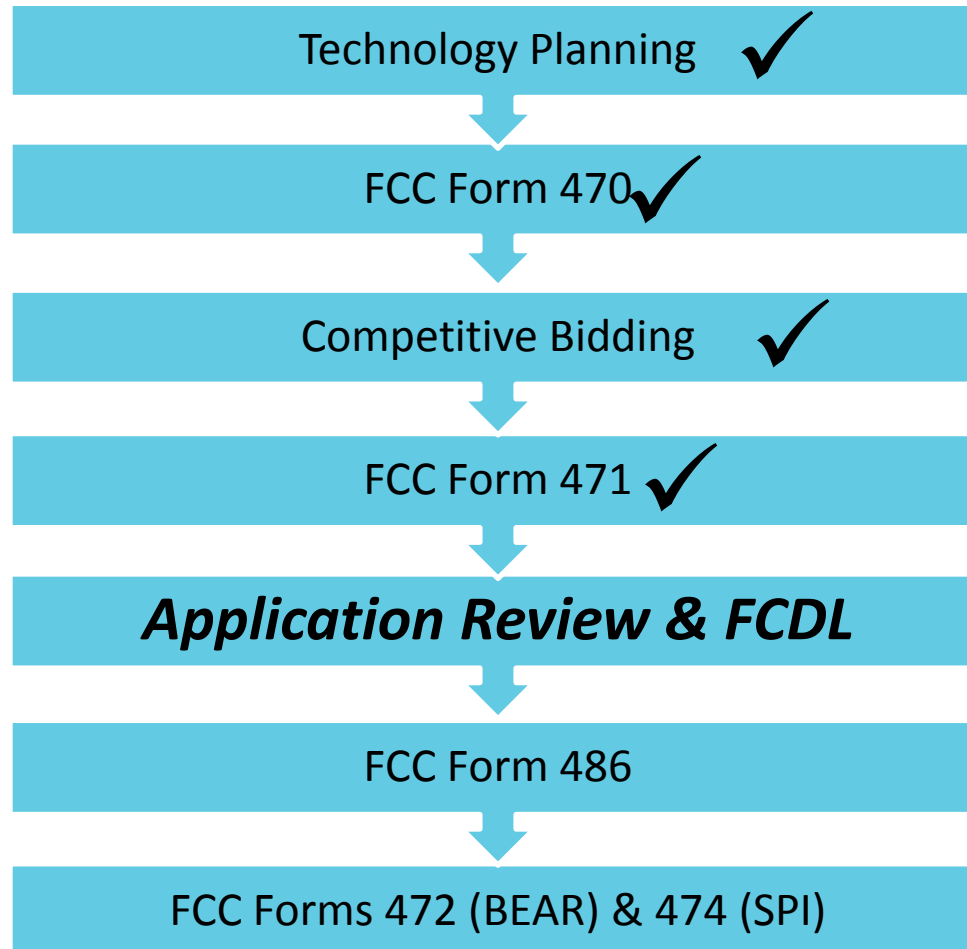 Technology Planning
FCC Form 470
Competitive Bidding
FCC Form 471
Application Review & FCDL
FCC Form 486
FCC Forms 472 (BEAR) & 474 (SPI)